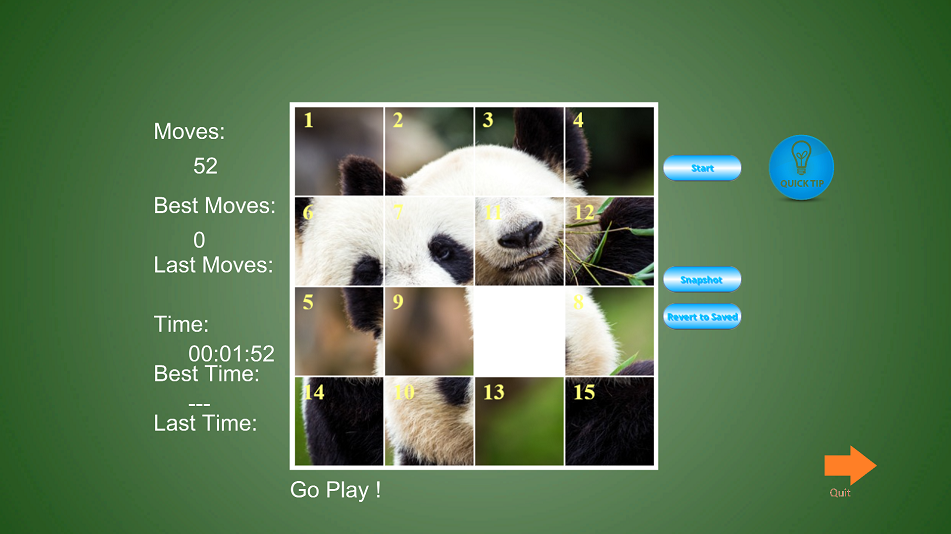 Moves:
52
Best Moves:
0
Last Moves:
Time:
00:01:52
Best Time:
---
Last Time:
1 2 3 4
6 7 11 12
5 9 8
14 10 13 15
Go Play !
Start
QUICK TIP
Snapshot
Revert to Saved
Quit